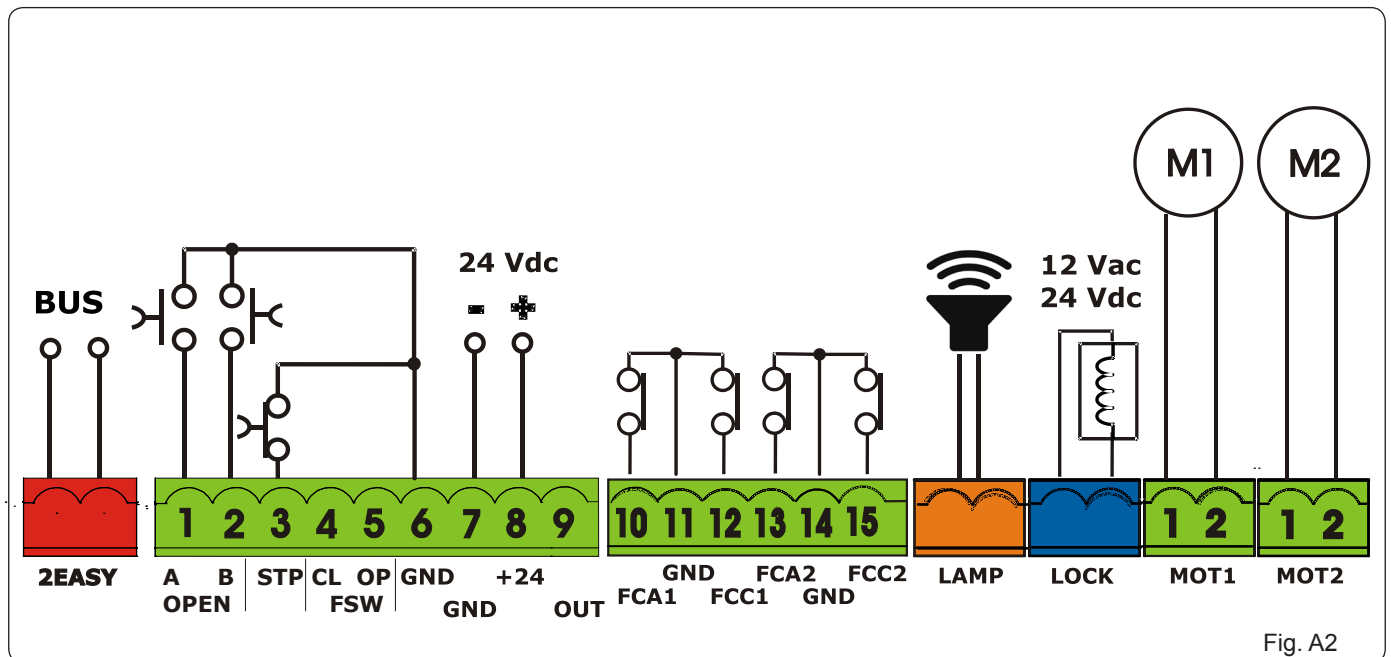 M1 M2
24 Vdc 12 Vac
BUS - + 24 Vdc
1 2 3 4 5 6 7 8 9 10 11 12 13 14 15 1 2 1 2
2EASY A B STP CL OP GND +24 GND FCA2 FCC2 LAMP LOCK MOT1 MOT2
OPEN FSW GND OUT FCA1 FCC1 GND
Fig. A2